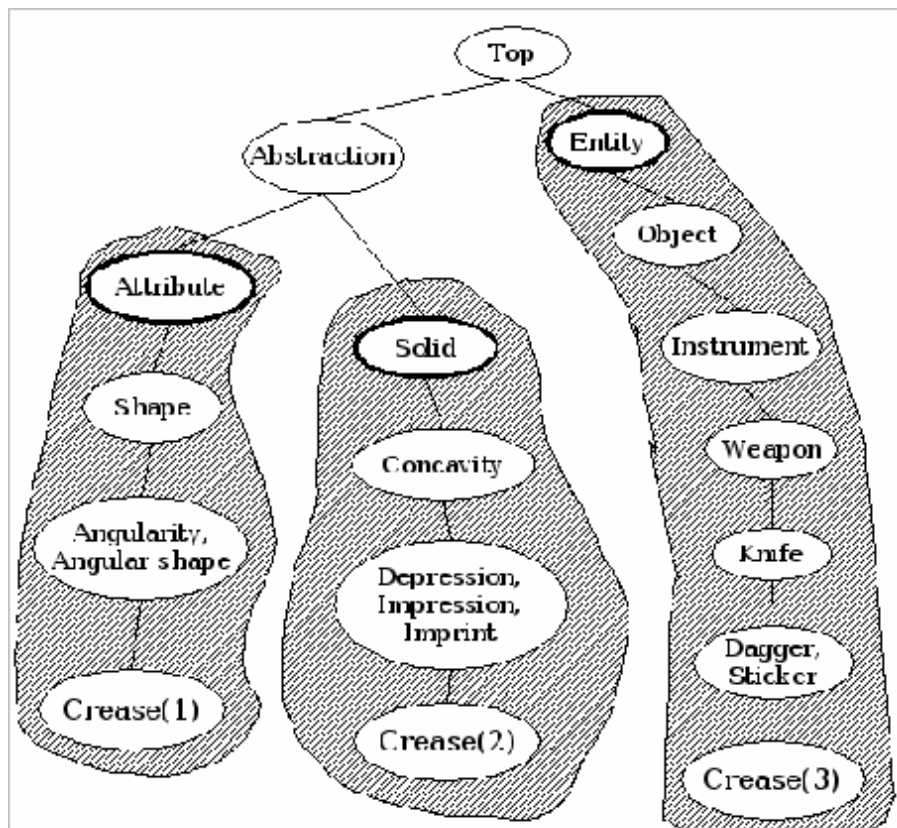 Top
Abstraction
Entity
Object
Attribute
Solid
Instrument
Shape
Concavity
Weapon
Angularity,
Angular shape
Knife
Depression,
Impression,
Imprint
Dagger,
Sticker
Crease(1)
Crease(2)
Crease(3)